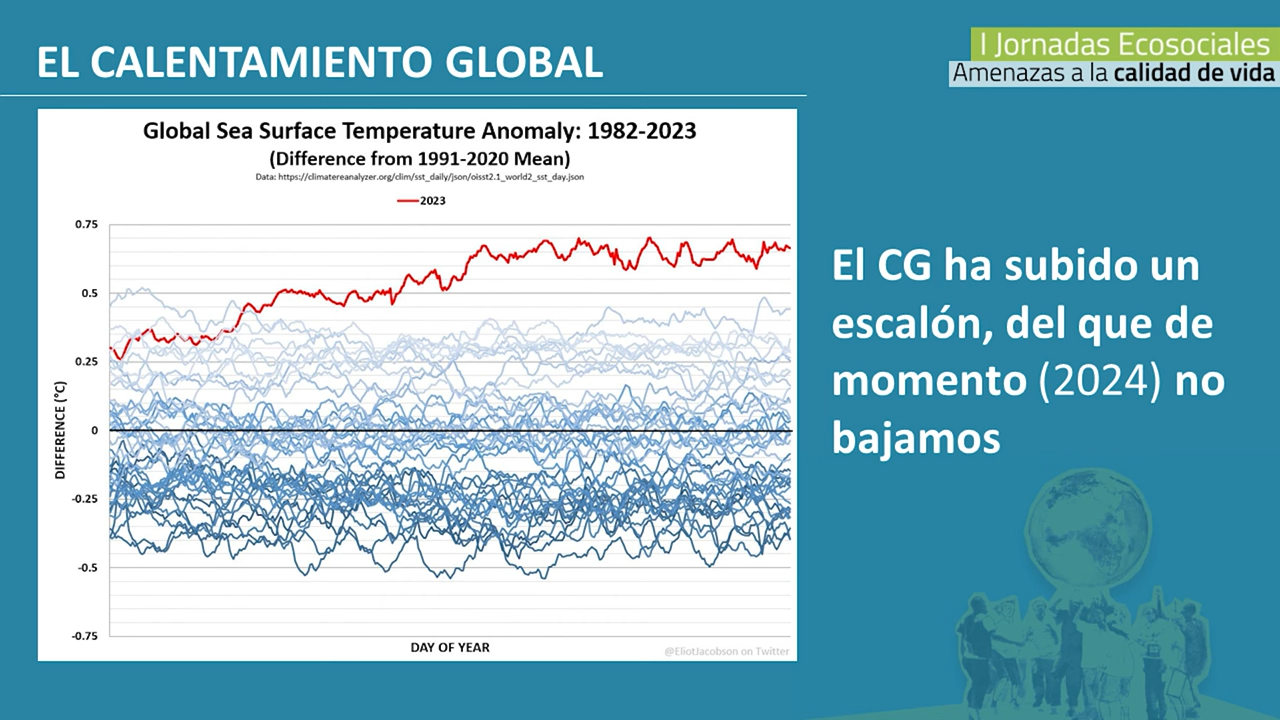 EL CALENTAMIENTO GLOBAL
I Jornadas Ecosociales
Amenazas a la calidad de vida
Global Sea Surface Temperature Anomaly: 1982-2023
(Difference from 1991-2020 Mean)
Data: https://climatereanalyzer.org/clim/sst_daily/json/oisst2.1_world2_sst_day.json
2023
0.75
0.5
0.25
0
-0.25
-0.5
-0.75
DIFFERENCE (°C)
DAY OF YEAR
@EliotJacobson on Twitter
El CG ha subido un
escalón, del que de
momento (2024) no
bajamos